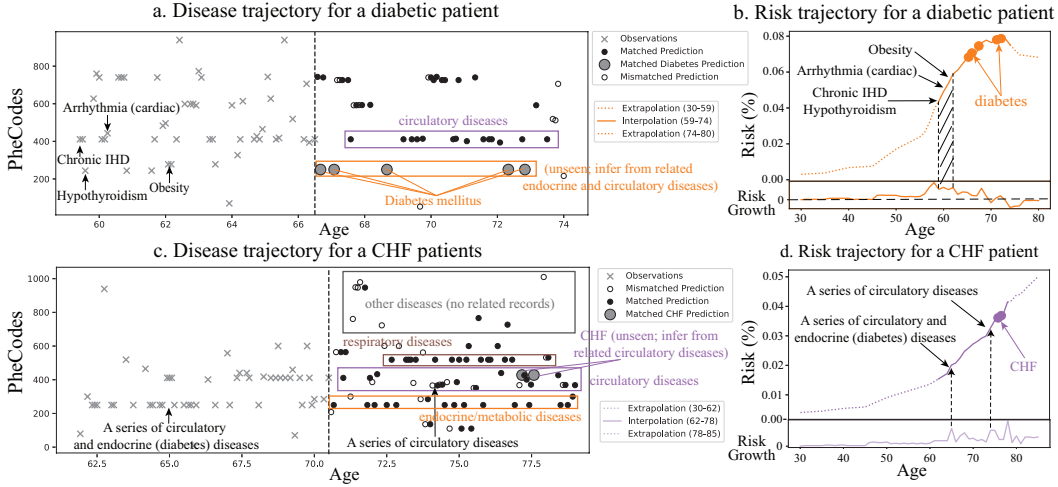 a. Disease trajectory for a diabetic patient
800
600
400
200
PheCodes
Arrhythmia (cardiac)
Chronic IHD
Hypothyroidism
Obesity
circulatory diseases
(unseen; infer from related
endocrine and circulatory diseases)
Diabetes mellitus
60 62 64 66 68 70 72 74
Age
Observations
Matched Prediction
Matched Diabetes Prediction
Mismatched Prediction
Extrapolation (30-59)
Interpolation (59-74)
Extrapolation (74-80)
b. Risk trajectory for a diabetic patient
0.08
0.06
0.04
0.02
0.00
Risk (%)
Obesity
Arrhythmia (cardiac)
Chronic IHD
Hypothyroidism
diabetes
Risk
Growth
0
30 40 50 60 70 80
Age
c. Disease trajectory for a CHF patients
1000
800
600
400
200
0
PheCodes
other diseases (no related records)
respiratory diseases
CHF (unseen; infer from
related circulatory diseases)
circulatory diseases
endocrine/metabolic diseases
A series of circulatory
and endocrine (diabetes) diseases
A series of circulatory diseases
62.5 65.0 67.5 70.0 72.5 75.0 77.5
Age
Observations
Mismatched Prediction
Matched Prediction
Matched CHF Prediction
Extrapolation (30-62)
Interpolation (62-78)
Extrapolation (78-85)
d. Risk trajectory for a CHF patient
0.05
0.04
0.03
0.02
0.01
0.00
Risk (%)
A series of circulatory diseases
A series of circulatory and
endocrine (diabetes) diseases
CHF
Risk
Growth
0
30 40 50 60 70 80
Age